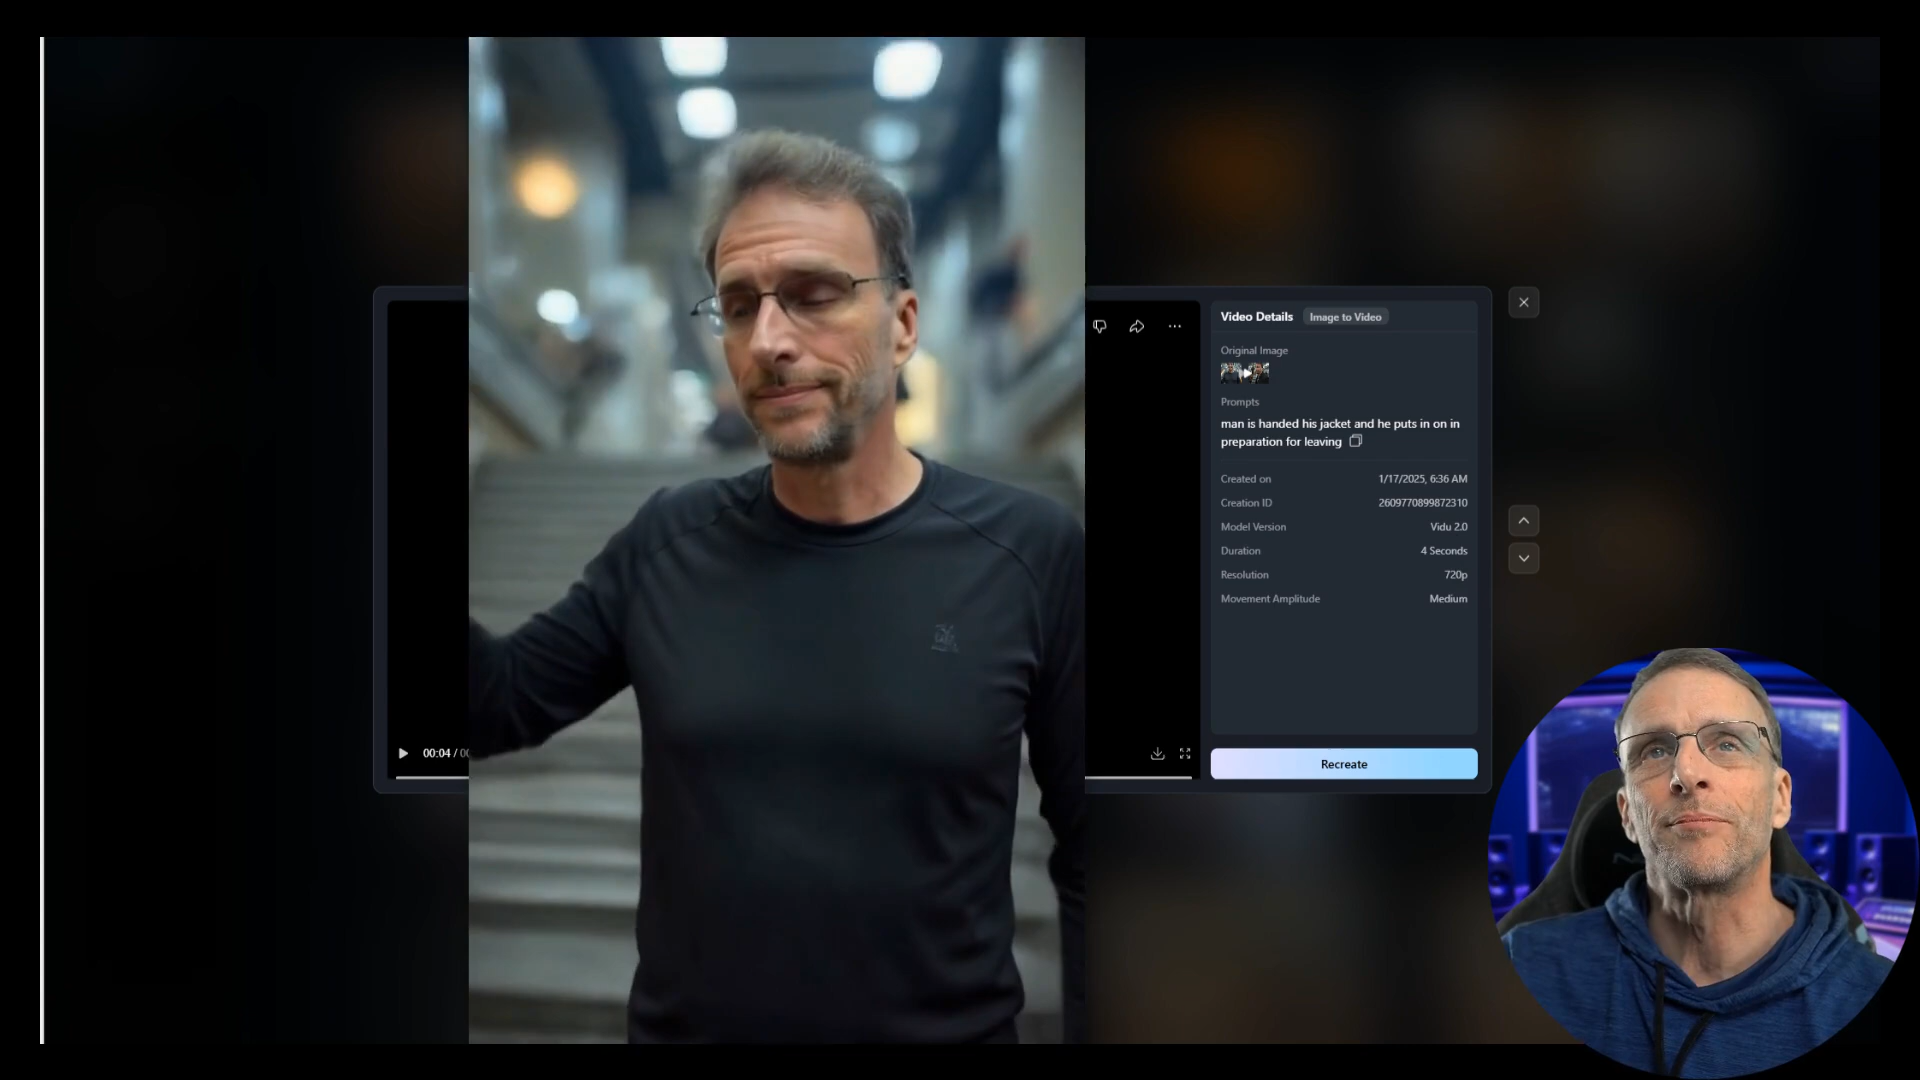 Video Details Image to Video
Original Image
Prompts
man is handed his jacket and he puts in on in
preparation for leaving
Created on 1/17/2025, 6:36 AM
Creation ID 2609770899872310
Model Version Vidu 2.0
Duration 4 Seconds
Resolution 720p
Movement Amplitude Medium
00:04 /
Recreate